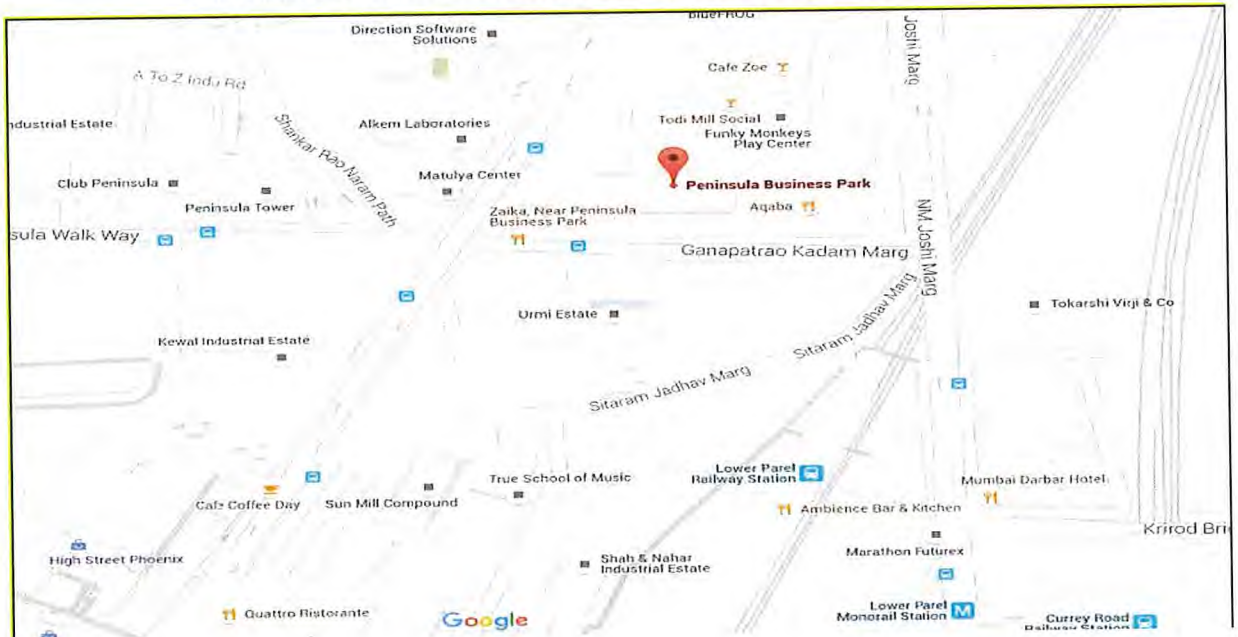 blueFROG
Direction Software
Solutions
Joshi Marg
Cafe Zoe
A To Z Indu Rd
Todi Mill Social
ndustrial Estate
Shankar Rao Naram Path
Alkem Laboratories
Funky Monkeys
Play Center
Club Peninsula
Matulya Center
Peninsula Business Park
Peninsula Tower
Zaika, Near Peninsula
Business Park
Aqaba
NM Joshi Marg
sula Walk Way
Ganapatrao Kadam Marg
Urmi Estate
Sitaram Jadhav Marg
Tokarshi Virji & Co
Kewal Industrial Estate
Sitaram Jadhav Marg
Lower Parel
Railway Station
True School of Music
Mumbai Darbar Hotel
Cafe Coffee Day
Sun Mill Compound
Ambience Bar & Kitchen
Krirod Bri
High Street Phoenix
Shah & Nahar
Industrial Estate
Marathon Futurex
Quattro Ristorante
Google
Lower Parel
Monorail Station
M
Currey Road
Railway Station